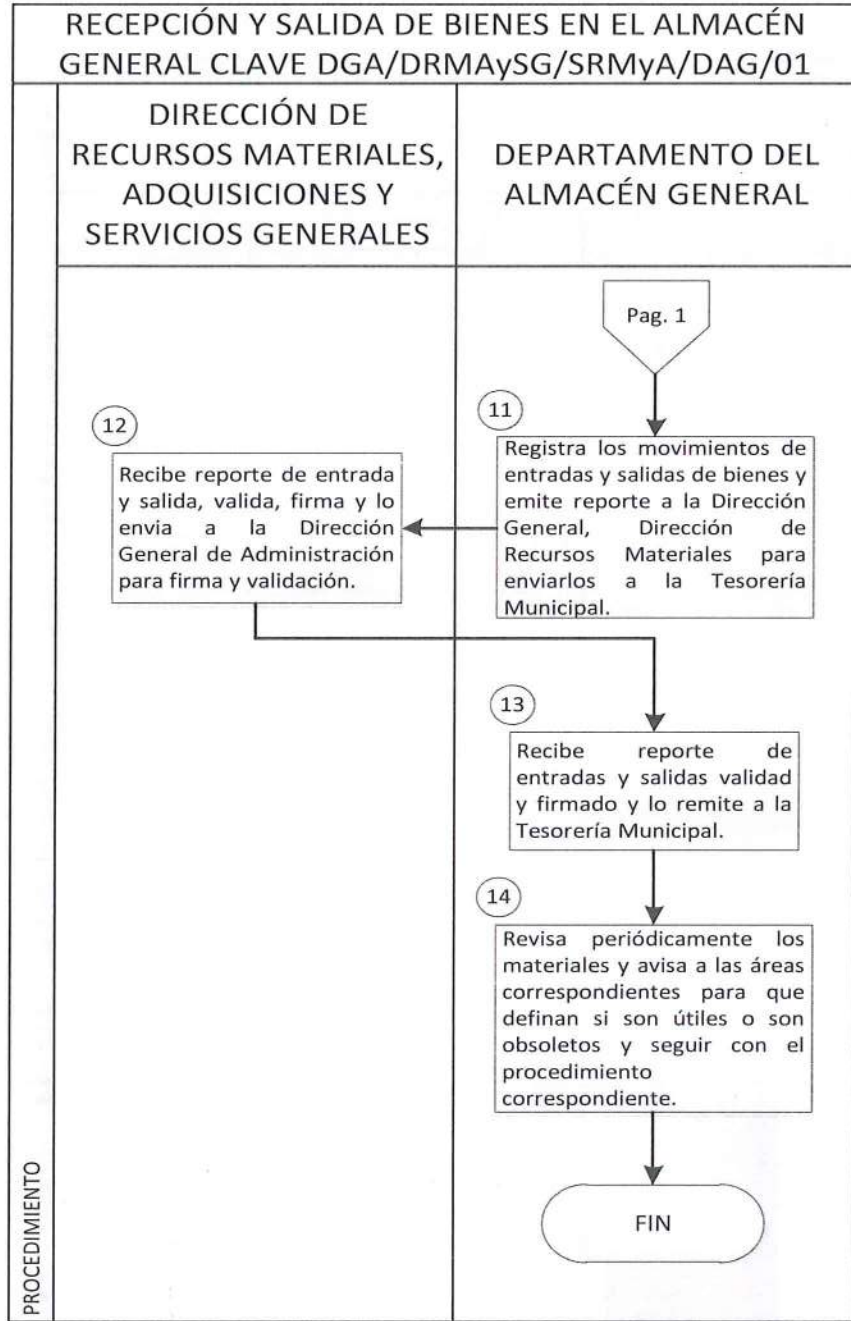 RECEPCIÓN Y SALIDA DE BIENES EN EL ALMACÉN
GENERAL CLAVE DGA/DRMAySG/SRMyA/DAG/01
DIRECCIÓN DE
RECURSOS MATERIALES,
ADQUISICIONES Y
SERVICIOS GENERALES
DEPARTAMENTO DEL
ALMACÉN GENERAL
Pag. 1
11
Registra los movimientos de
entradas y salidas de bienes y
emite reporte a la Dirección
General, Dirección de
Recursos Materiales para
enviarlos a la Tesorería
Municipal.
12
Recibe reporte de entrada
y salida, valida, firma y lo
envia a la Dirección
General de Administración
para firma y validación.
13
Recibe reporte de
entradas y salidas validad
y firmado y lo remite a la
Tesorería Municipal.
14
Revisa periódicamente los
materiales y avisa a las áreas
correspondientes para que
definan si son útiles o son
obsoletos y seguir con el
procedimiento
correspondiente.
FIN
PROCEDIMIENTO